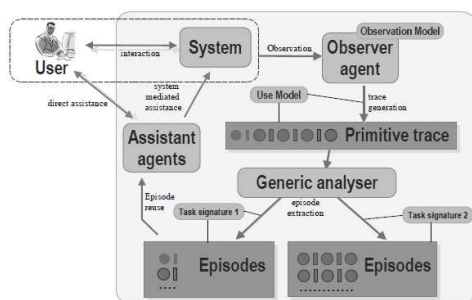 Observation Model
System
Observation
Observer
agent
User
interaction
system
mediated
assistance
direct assistance
Use Model
trace
generation
Assistant
agents
Primitive trace
Generic analyser
Episode
reuse
episode
extraction
Task signature 1
Task signature 2
Episodes
Episodes